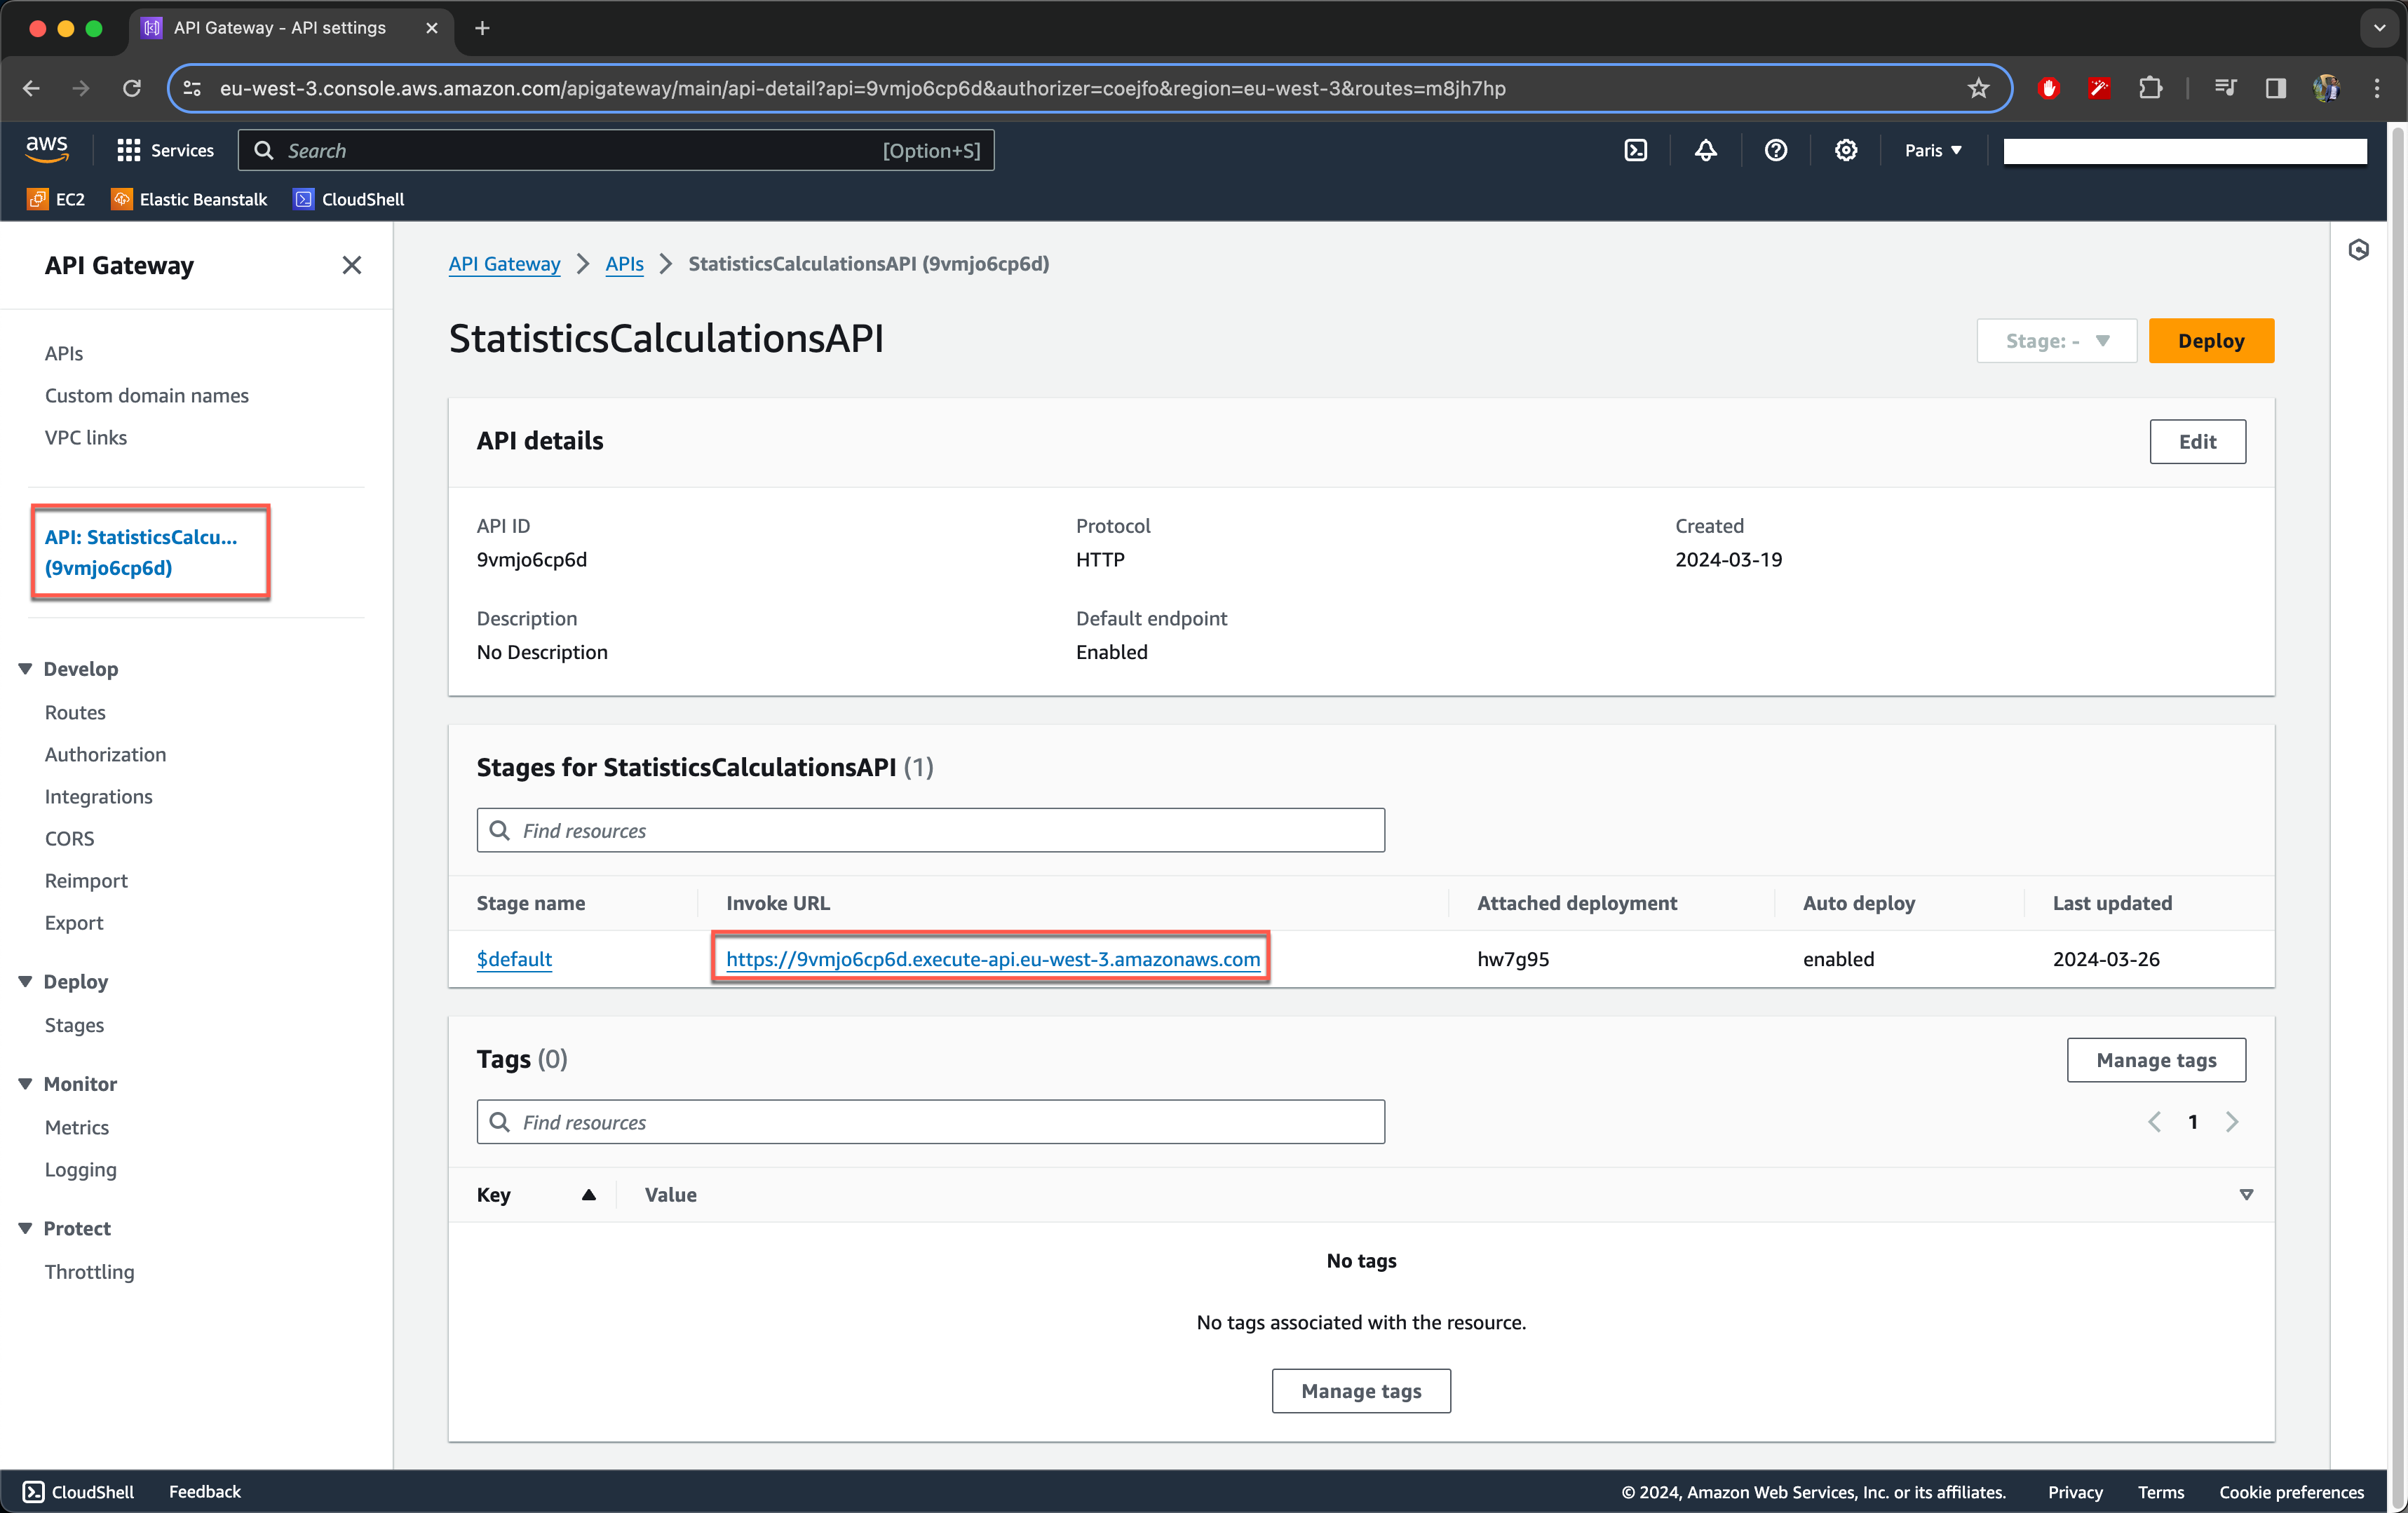 API Gateway - API settings
eu-west-3.console.aws.amazon.com/apigateway/main/api-detail?api=9vmjo6cp6d&authorizer=coejfo&region=eu-west-3&routes=m8jh7hp
aws Services Search [Option+S] Paris
EC2 Elastic Beanstalk CloudShell
API Gateway
APIs
Custom domain names
VPC links
API: StatisticsCalcu...
(9vmjo6cp6d)
Develop
Routes
Authorization
Integrations
CORS
Reimport
Export
Deploy
Stages
Monitor
Metrics
Logging
Protect
Throttling
API Gateway APIs StatisticsCalculationsAPI (9vmjo6cp6d)
StatisticsCalculationsAPI
Stage: - Deploy
API details
Edit
API ID Protocol Created
9vmjo6cp6d HTTP 2024-03-19
Description Default endpoint
No Description Enabled
Stages for StatisticsCalculationsAPI (1)
Find resources
Stage name Invoke URL Attached deployment Auto deploy Last updated
$default https://9vmjo6cp6d.execute-api.eu-west-3.amazonaws.com hw7g95 enabled 2024-03-26
Tags (0)
Manage tags
Find resources
1
Key Value
No tags
No tags associated with the resource.
Manage tags
CloudShell Feedback © 2024, Amazon Web Services, Inc. or its affiliates. Privacy Terms Cookie preferences